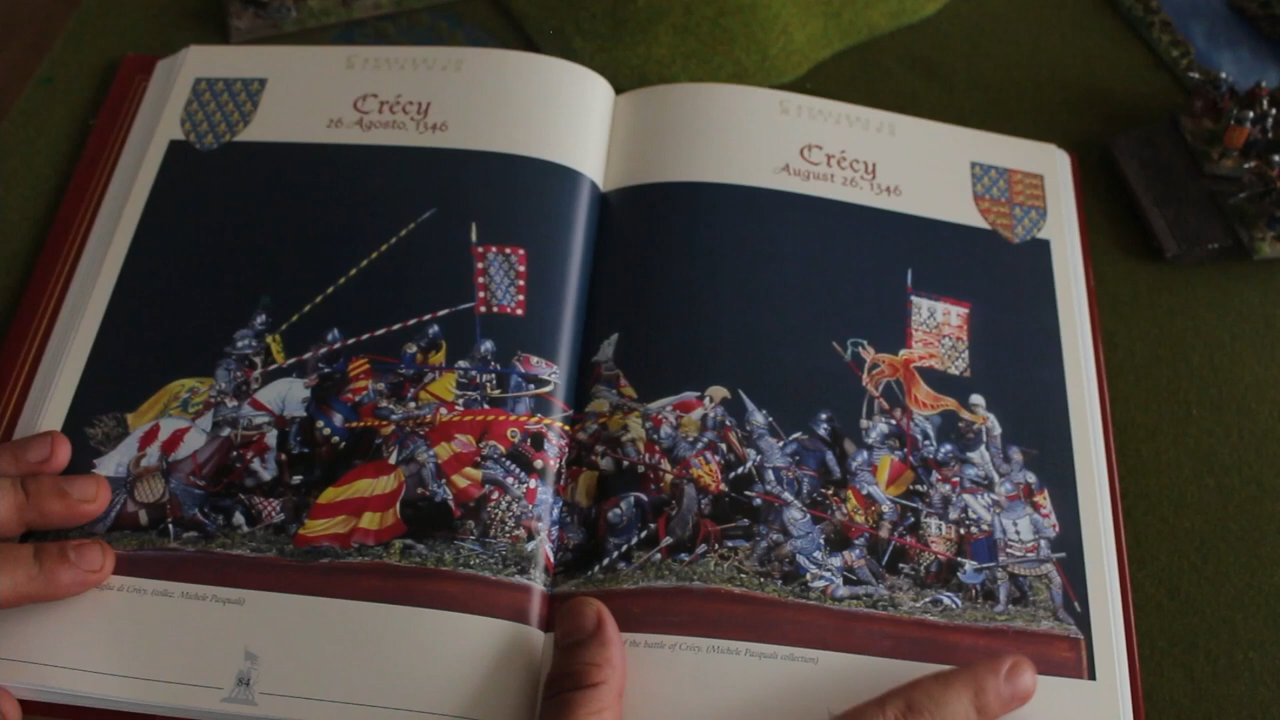 Crécy
26 Agosto, 1346
Crécy
August 26, 1346
di Crécy. (collez. Michele Pasquali)
84
of the battle of Crécy. (Michele Pasquali collection)